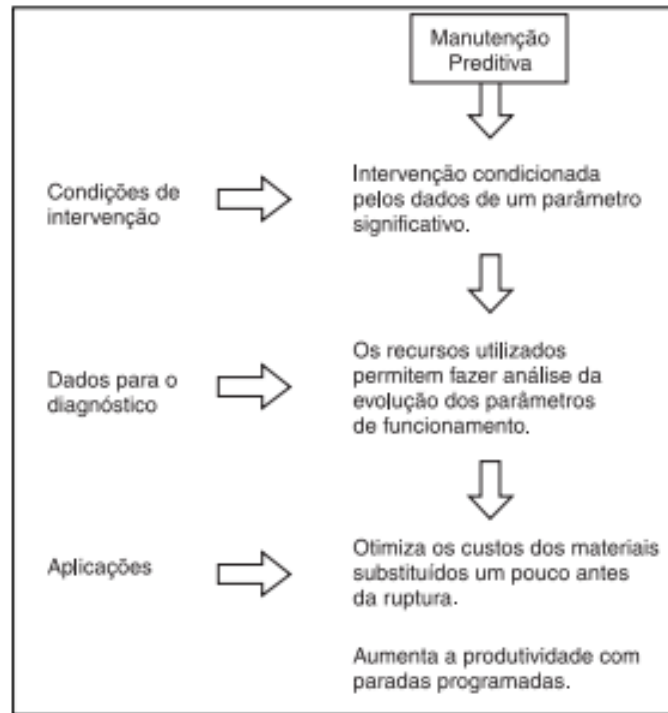 Manutenção
Preditiva
Condições de
intervenção
Intervenção condicionada
pelos dados de um parâmetro
significativo.
Dados para o
diagnóstico
Os recursos utilizados
permitem fazer análise da
evolução dos parâmetros
de funcionamento.
Aplicações
Otimiza os custos dos materiais
substituídos um pouco antes
da ruptura.
Aumenta a produtividade com
paradas programadas.